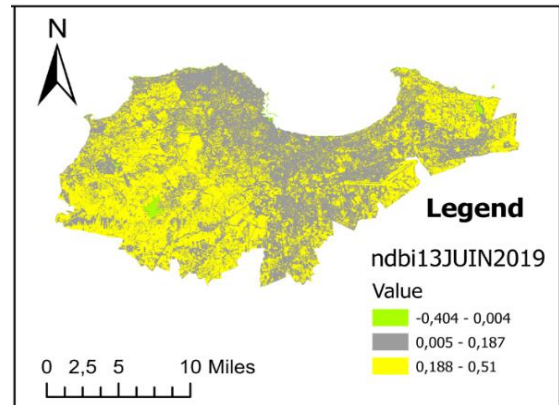 N
Legend
ndbi13JUIN2019
Value
-0,404 - 0,004
0,005 - 0,187
0,188 - 0,51
0 2,5 5 10 Miles